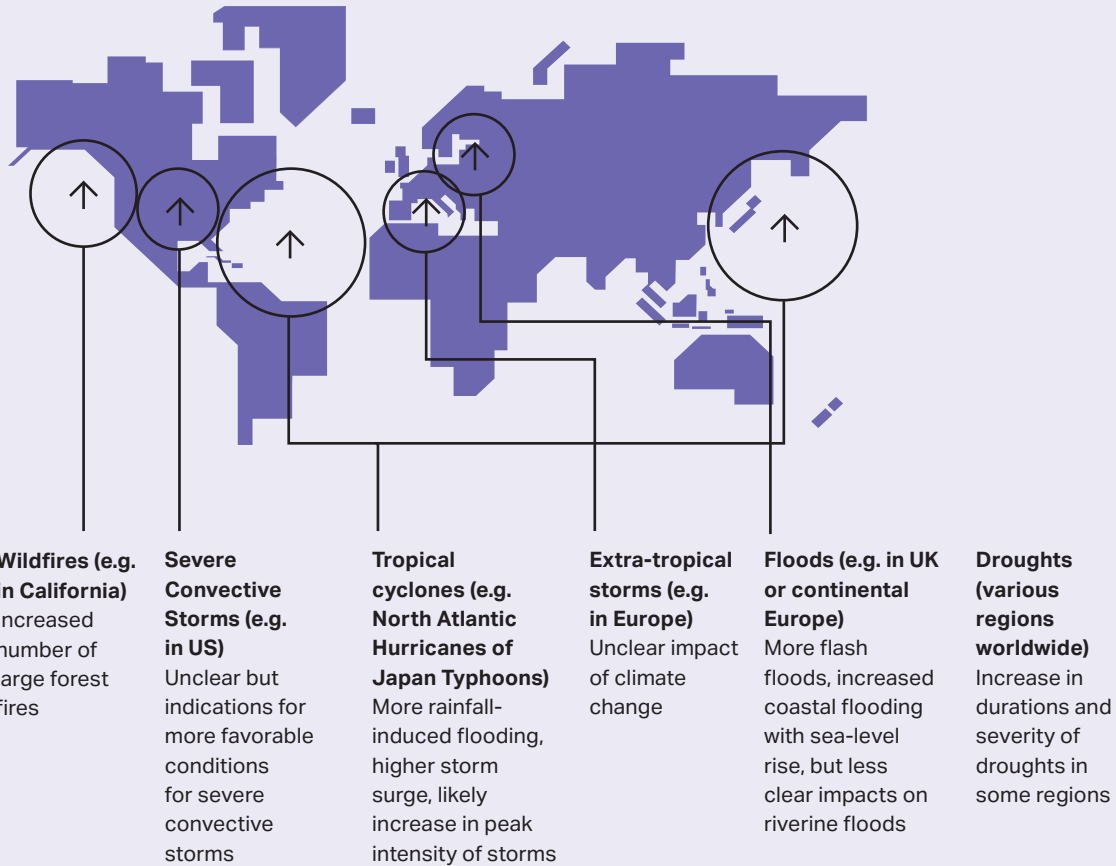 Wildfires (e.g.
in California)
Increased
number of
large forest
fires
Severe
Convective
Storms (e.g.
in US)
Unclear but
indications for
more favorable
conditions
for severe
convective
storms
Tropical
cyclones (e.g.
North Atlantic
Hurricanes of
Japan Typhoons)
More rainfall-
induced flooding,
higher storm
surge, likely
increase in peak
intensity of storms
Extra-tropical
storms (e.g.
in Europe)
Unclear impact
of climate
change
Floods (e.g. in UK
or continental
Europe)
More flash
floods, increased
coastal flooding
with sea-level
rise, but less
clear impacts on
riverine floods
Droughts
(various
regions
worldwide)
Increase in
durations and
severity of
droughts in
some regions